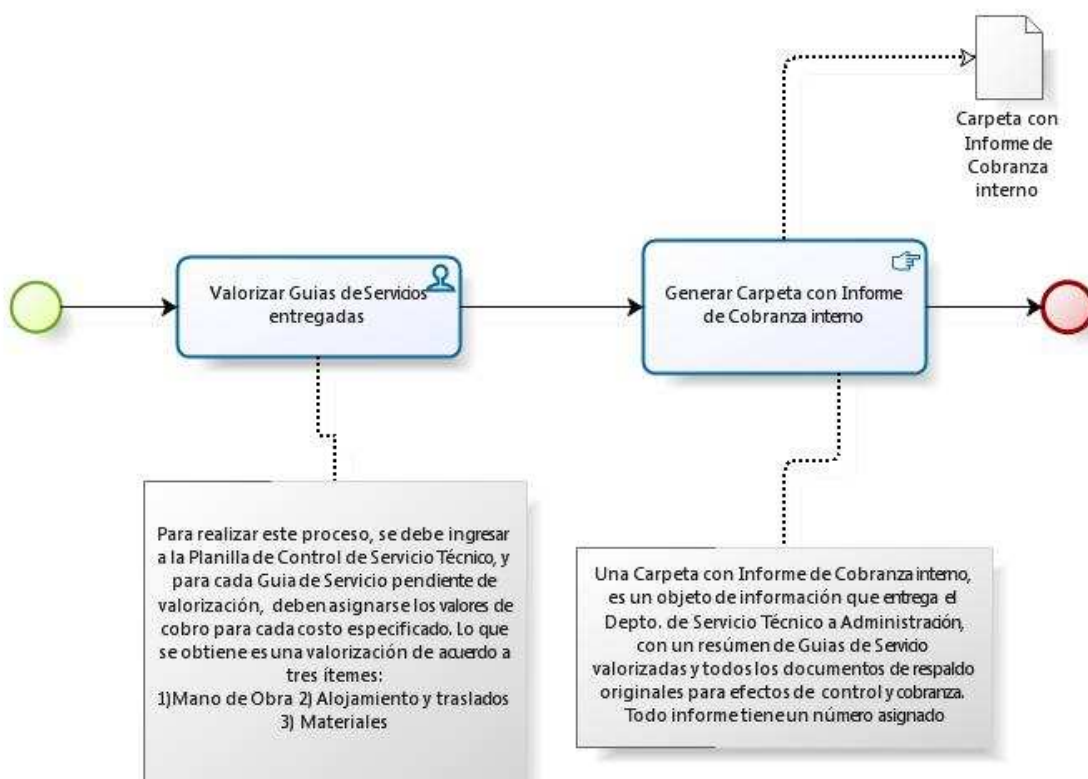 Carpeta con
Informe de
Cobranza
interno
Valorizar Guias de Servicios
entregadas
Generar Carpeta con Informe
de Cobranza interno
Para realizar este proceso, se debe ingresar
a la Planilla de Control de Servicio Técnico, y
para cada Guia de Servicio pendiente de
valorización, deben asignarse los valores de
cobro para cada costo especificado. Lo que
se obtiene es una valorización de acuerdo a
tres ítemes:
1)Mano de Obra 2) Alojamiento y traslados
3) Materiales
Una Carpeta con Informe de Cobranza interno,
es un objeto de información que entrega el
Depto. de Servicio Técnico a Administración,
con un resúmen de Guias de Servicio
valorizadas y todos los documentos de respaldo
originales para efectos de control y cobranza.
Todo informe tiene un número asignado